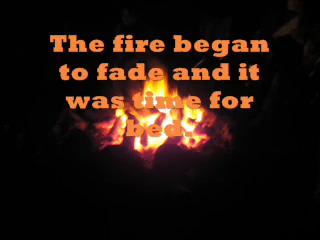 The fire began
to fade and it
was time for
bed.